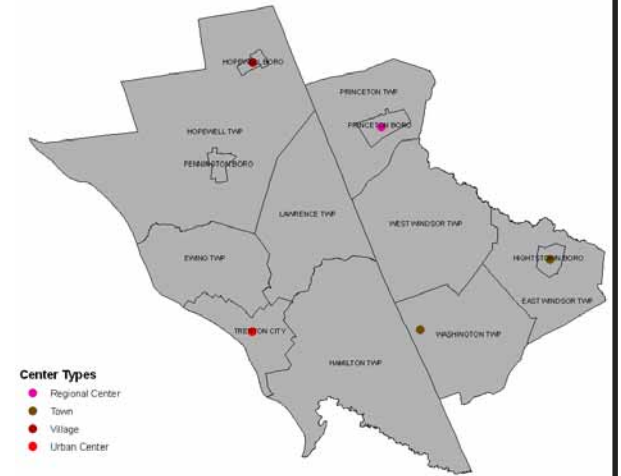 HOPEWELL BORO
PRINCETON TWP
PRINCETON BORO
HOPEWELL TWP
PENNINGTON BORO
LAWRENCE TWP
WEST WINDSOR TWP
EWING TWP
HIGHTSTOWN BORO
EAST WINDSOR TWP
TRENTON CITY
WASHINGTON TWP
HAMILTON TWP
Center Types
Regional Center
Town
Village
Urban Center